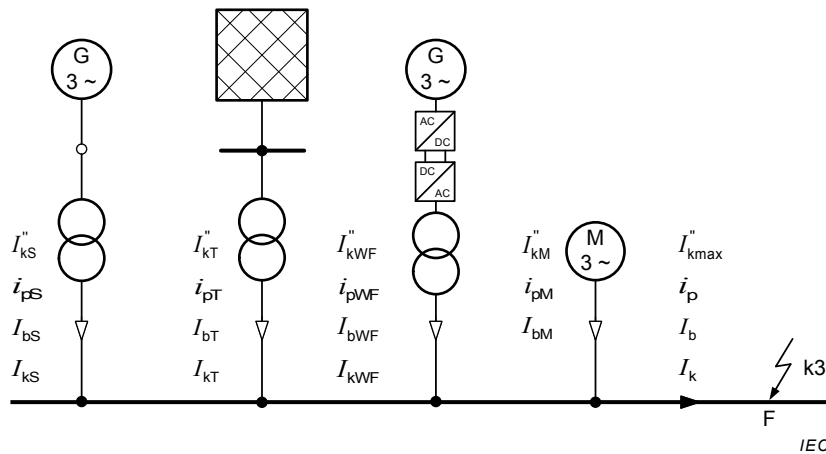 G
3 ~
G
3 ~
AC
DC
DC
AC
M
3 ~
I"kS
I"kT
I"kWF
I"kM
I"kmax
ipS
ipT
ipWF
ipM
ip
IbS
IbT
IbWF
IbM
Ib
IkS
IkT
IkWF
Ik
k3
F
IEC